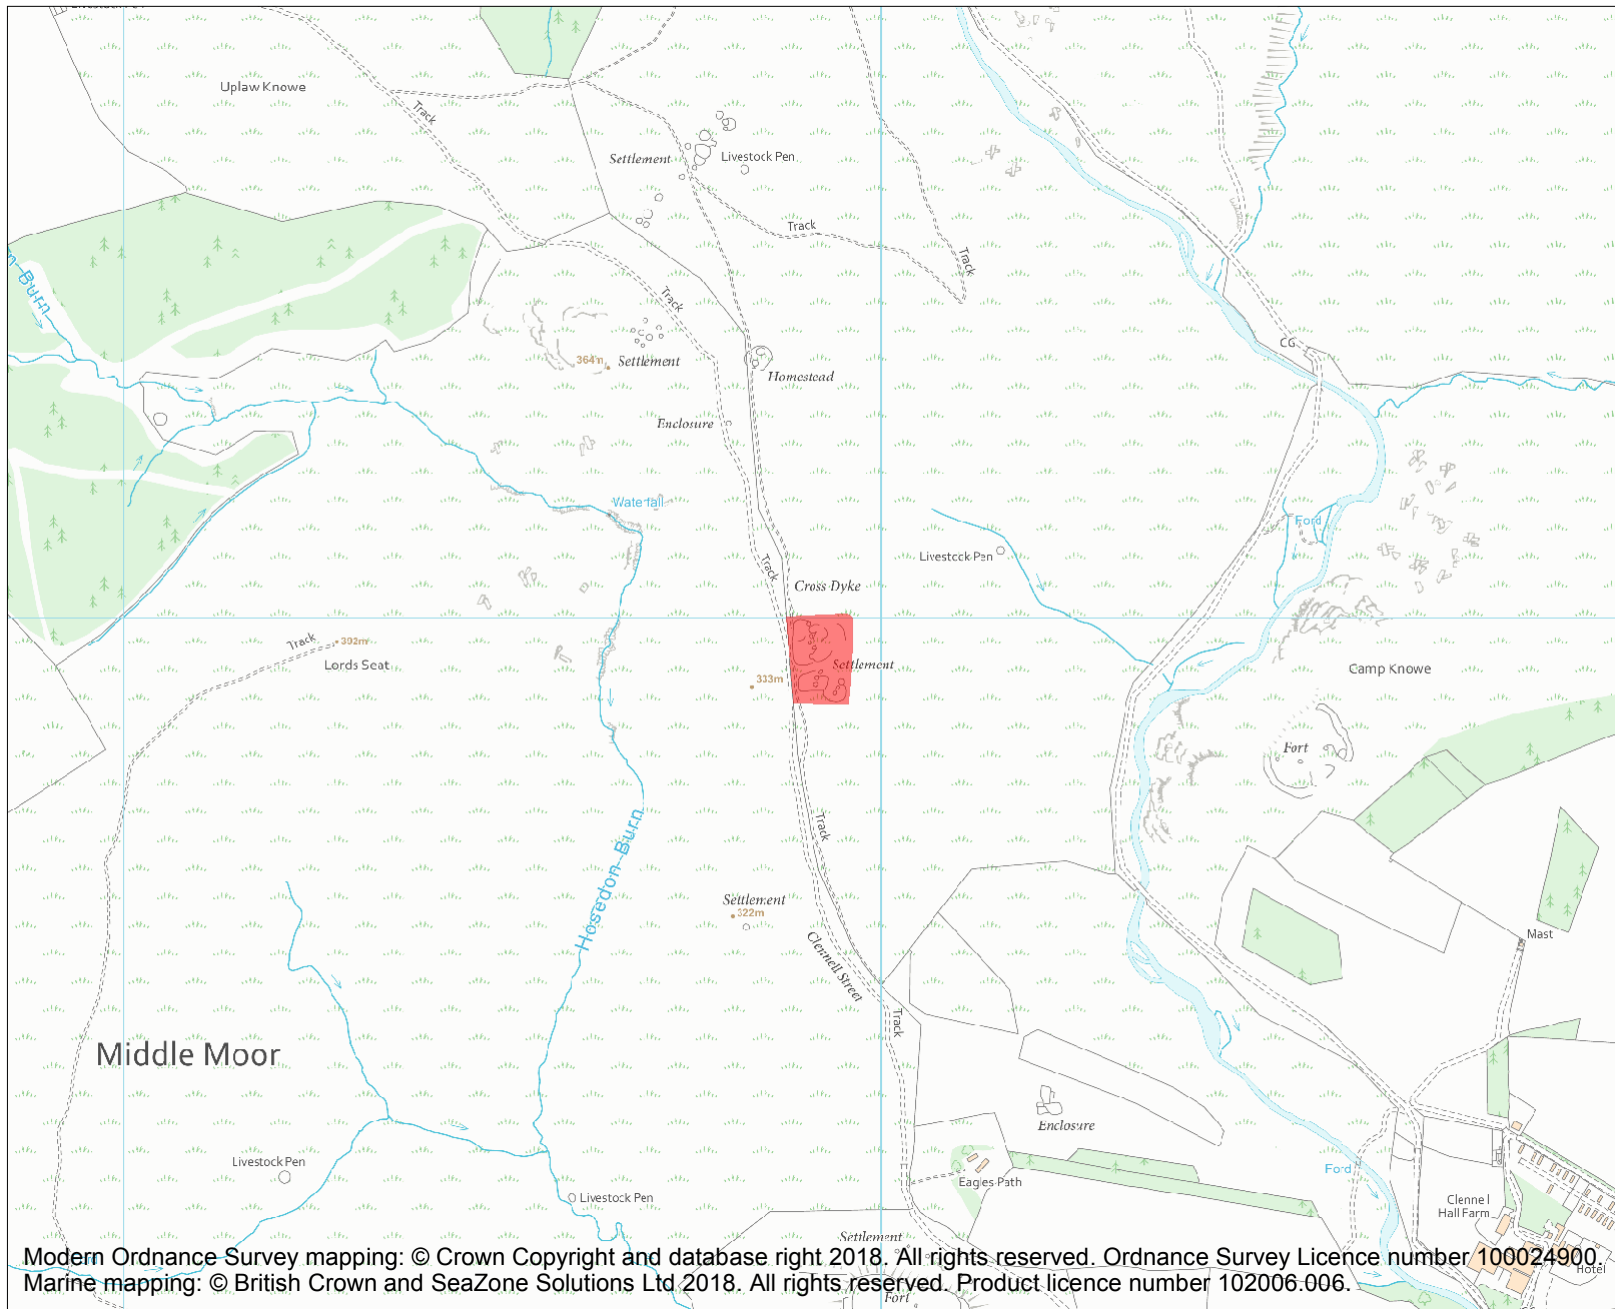 Uplaw Knowe
Track
Settlement
Livestock Pen
Track
Track
n Burn
Track
CG
364m
Settlement
Homestead
Enclosure
Waterfall
Ford
Livestock Pen
Track
Cross Dyke
Track
392m
Lords Seat
Settlement
333m
Camp Knowe
Fort
Track
Hosedon Burn
Settlement
322m
Mast
Clennell Street
Track
Middle Moor
Enclosure
Livestock Pen
Ford
Eagles Path
Livestock Pen
Clennell
Hall Farm
Settlement
Modern Ordnance Survey mapping: © Crown Copyright and database right 2018. All rights reserved. Ordnance Survey Licence number 100024900.
Hotel
Marine mapping: © British Crown and SeaZone Solutions Ltd 2018. All rights reserved. Product licence number 102006.006.
Fort